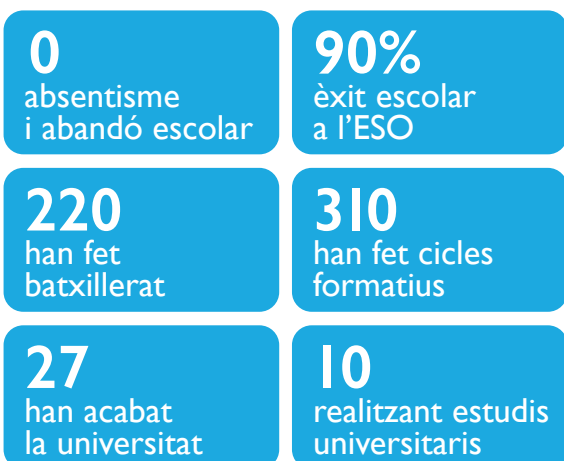 0
absentisme
i abandó escolar
90%
èxit escolar
a l’ESO
220
han fet
batxillerat
310
han fet cicles
formatius
27
han acabat
la universitat
10
realitzant estudis
universitaris